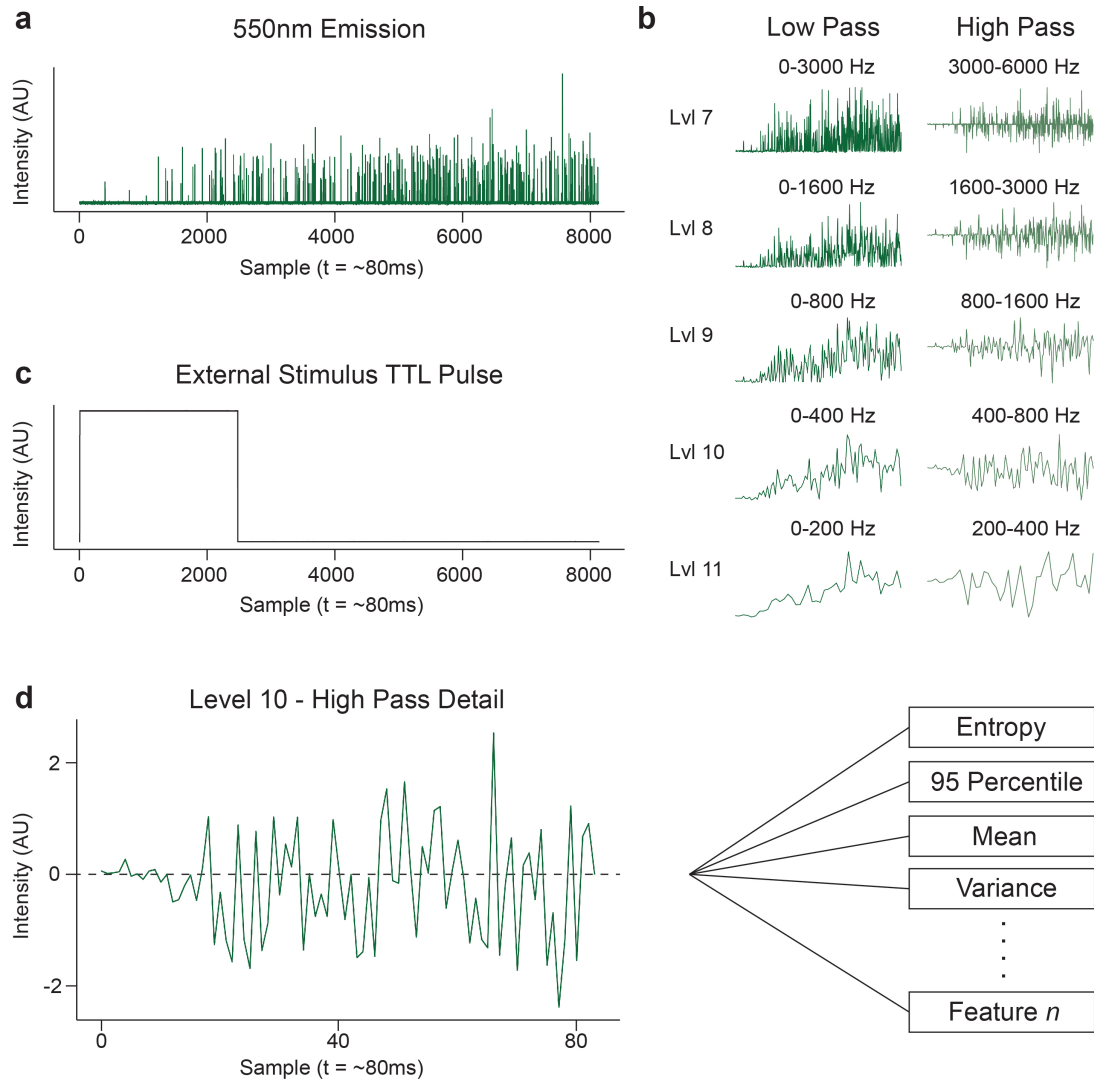 a
550nm Emission
Intensity (AU)
0 2000 4000 6000 8000
Sample (t = ~80ms)
b
Low Pass High Pass
0-3000 Hz 3000-6000 Hz
Lvl 7
0-1600 Hz 1600-3000 Hz
Lvl 8
0-800 Hz 800-1600 Hz
Lvl 9
0-400 Hz 400-800 Hz
Lvl 10
0-200 Hz 200-400 Hz
Lvl 11
c
External Stimulus TTL Pulse
Intensity (AU)
0 2000 4000 6000 8000
Sample (t = ~80ms)
d
Level 10 - High Pass Detail
Intensity (AU)
2
0
-2
0 40 80
Sample (t = ~80ms)
Entropy
95 Percentile
Mean
Variance
Feature n